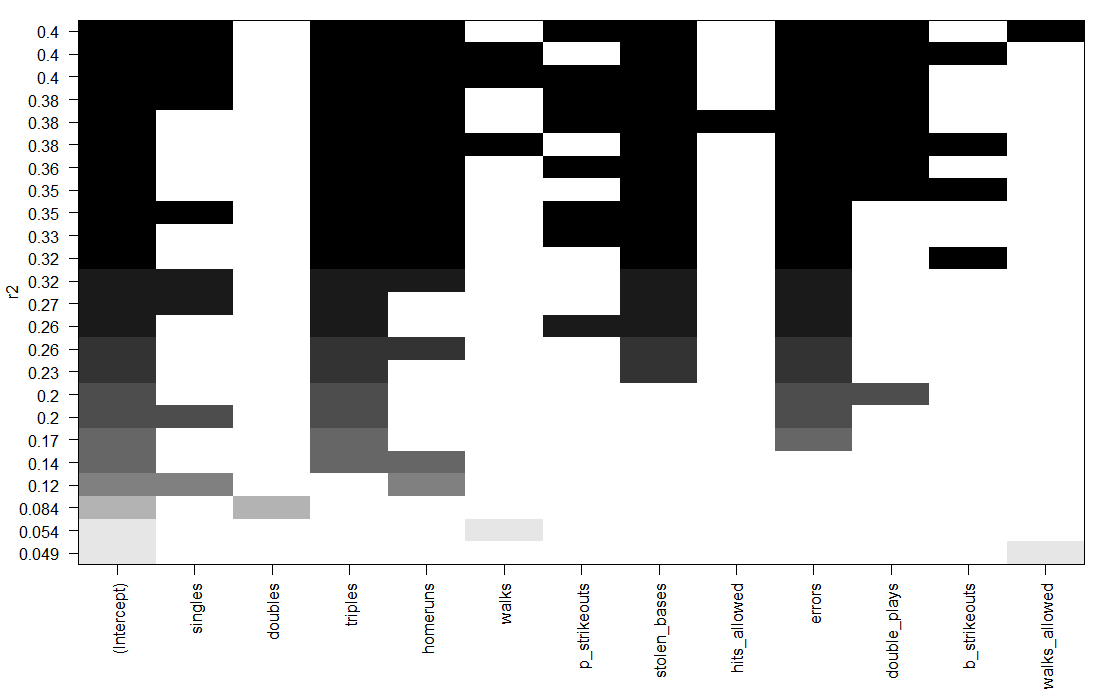 r2
0.4
0.4
0.4
0.38
0.38
0.38
0.36
0.35
0.35
0.33
0.32
0.32
0.27
0.26
0.26
0.23
0.2
0.2
0.17
0.14
0.12
0.084
0.054
0.049
(Intercept)
singles
doubles
triples
homeruns
walks
p_strikeouts
stolen_bases
hits_allowed
errors
double_plays
b_strikeouts
walks_allowed